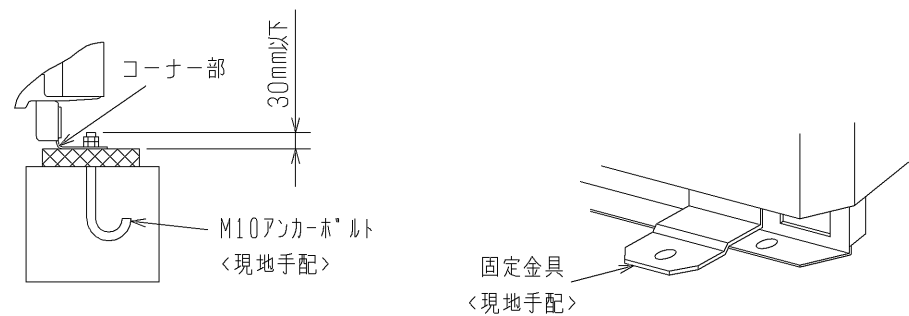 コーナー部
30mm以下
M10アンカーボルト
<現地手配>
固定金具
<現地手配>